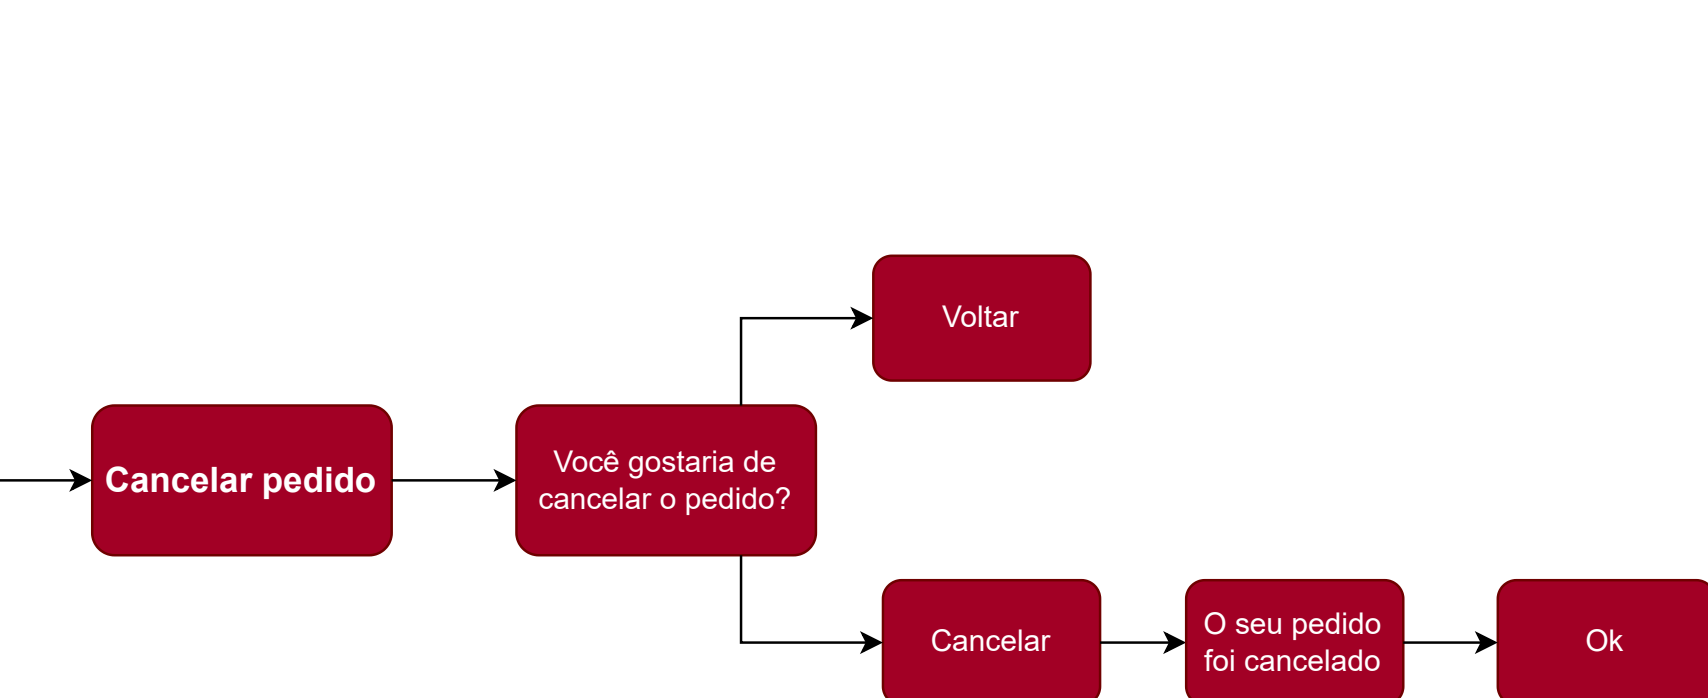 Voltar
Cancelar pedido
Você gostaria de
cancelar o pedido?
Cancelar
O seu pedido
foi cancelado
Ok